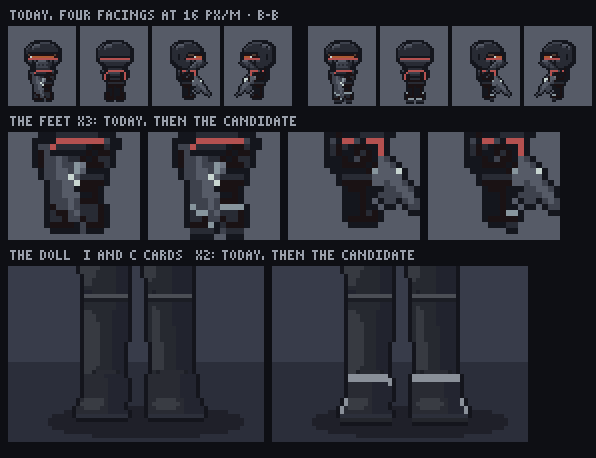 TODAY, FOUR FACINGS AT 16 PX/M · B-B
THE FEET X3: TODAY, THEN THE CANDIDATE
THE DOLL I AND C CARDS X2: TODAY, THEN THE CANDIDATE